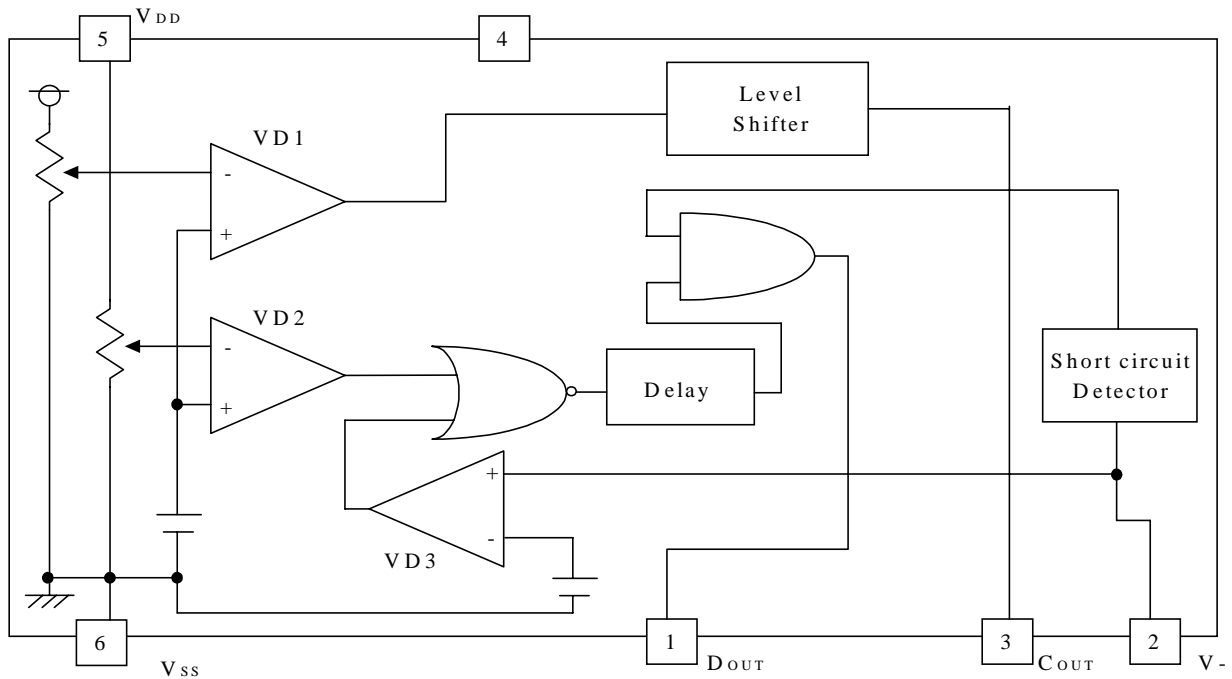 VDD
5
4
Level
Shifter
VD1
-
+
VD2
-
+
Delay
Short circuit
Detector
+
-
VD3
6
VSS
1
DOUT
3
COUT
2
V-